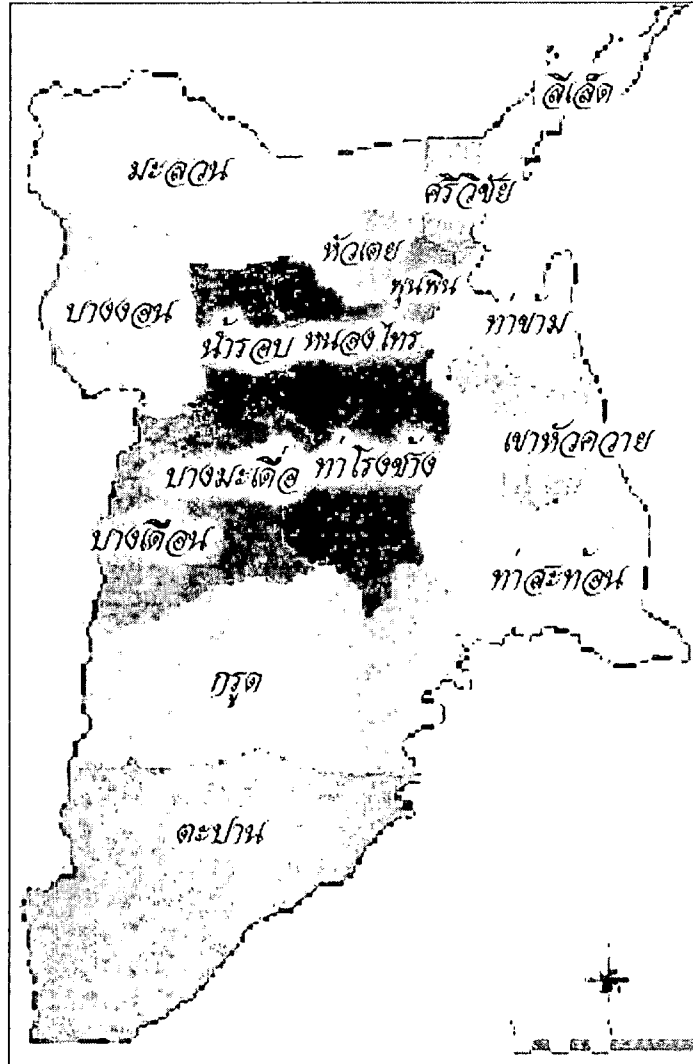 ลีเล็ด
มะลวน
ศรีวิชัย
หัวเตย
พุนพิน
บางงอน
ท่าข้าม
น้ำรอบ หนองไทร
เขาหัวควาย
บางมะเดื่อ ท่าโรงช้าง
บางเดือน
ท่าสะท้อน
กรูด
ตะปาน